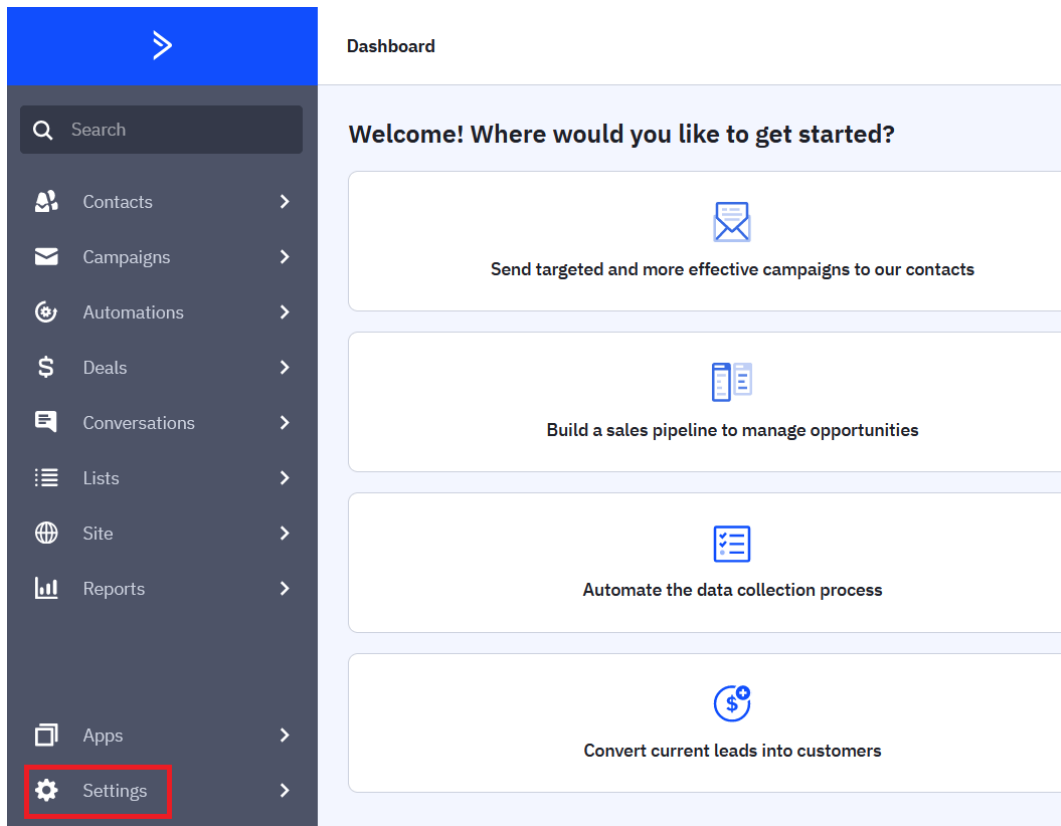 Dashboard
Search
Contacts
Campaigns
Automations
Deals
Conversations
Lists
Site
Reports
Apps
Settings
Welcome! Where would you like to get started?
Send targeted and more effective campaigns to our contacts
Build a sales pipeline to manage opportunities
Automate the data collection process
Convert current leads into customers